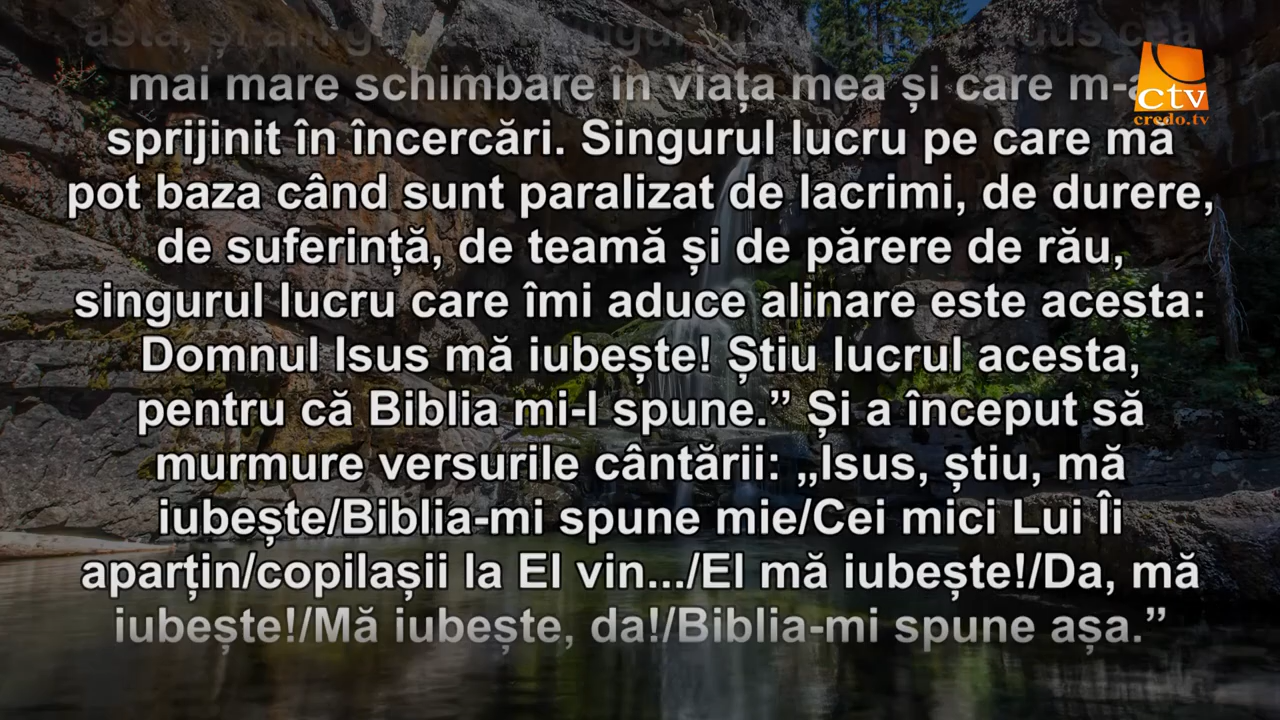 asta, și am
mai mare schimbare în viața mea și care m-a
sprijinit în încercări. Singurul lucru pe care mă
pot baza când sunt paralizat de lacrimi, de durere,
de suferință, de teamă și de părere de rău,
singurul lucru care îmi aduce alinare este acesta:
Domnul Isus mă iubește! Știu lucrul acesta,
pentru că Biblia mi-l spune.” Și a început să
murmure versurile cântării: „Isus, știu, mă
iubește/Biblia-mi spune mie/Cei mici Lui Îi
aparțin/copilașii la El vin.../El mă iubește!/Da, mă
iubește!/Mă iubește, da!/Biblia-mi spune așa.”
ctv
credo.tv